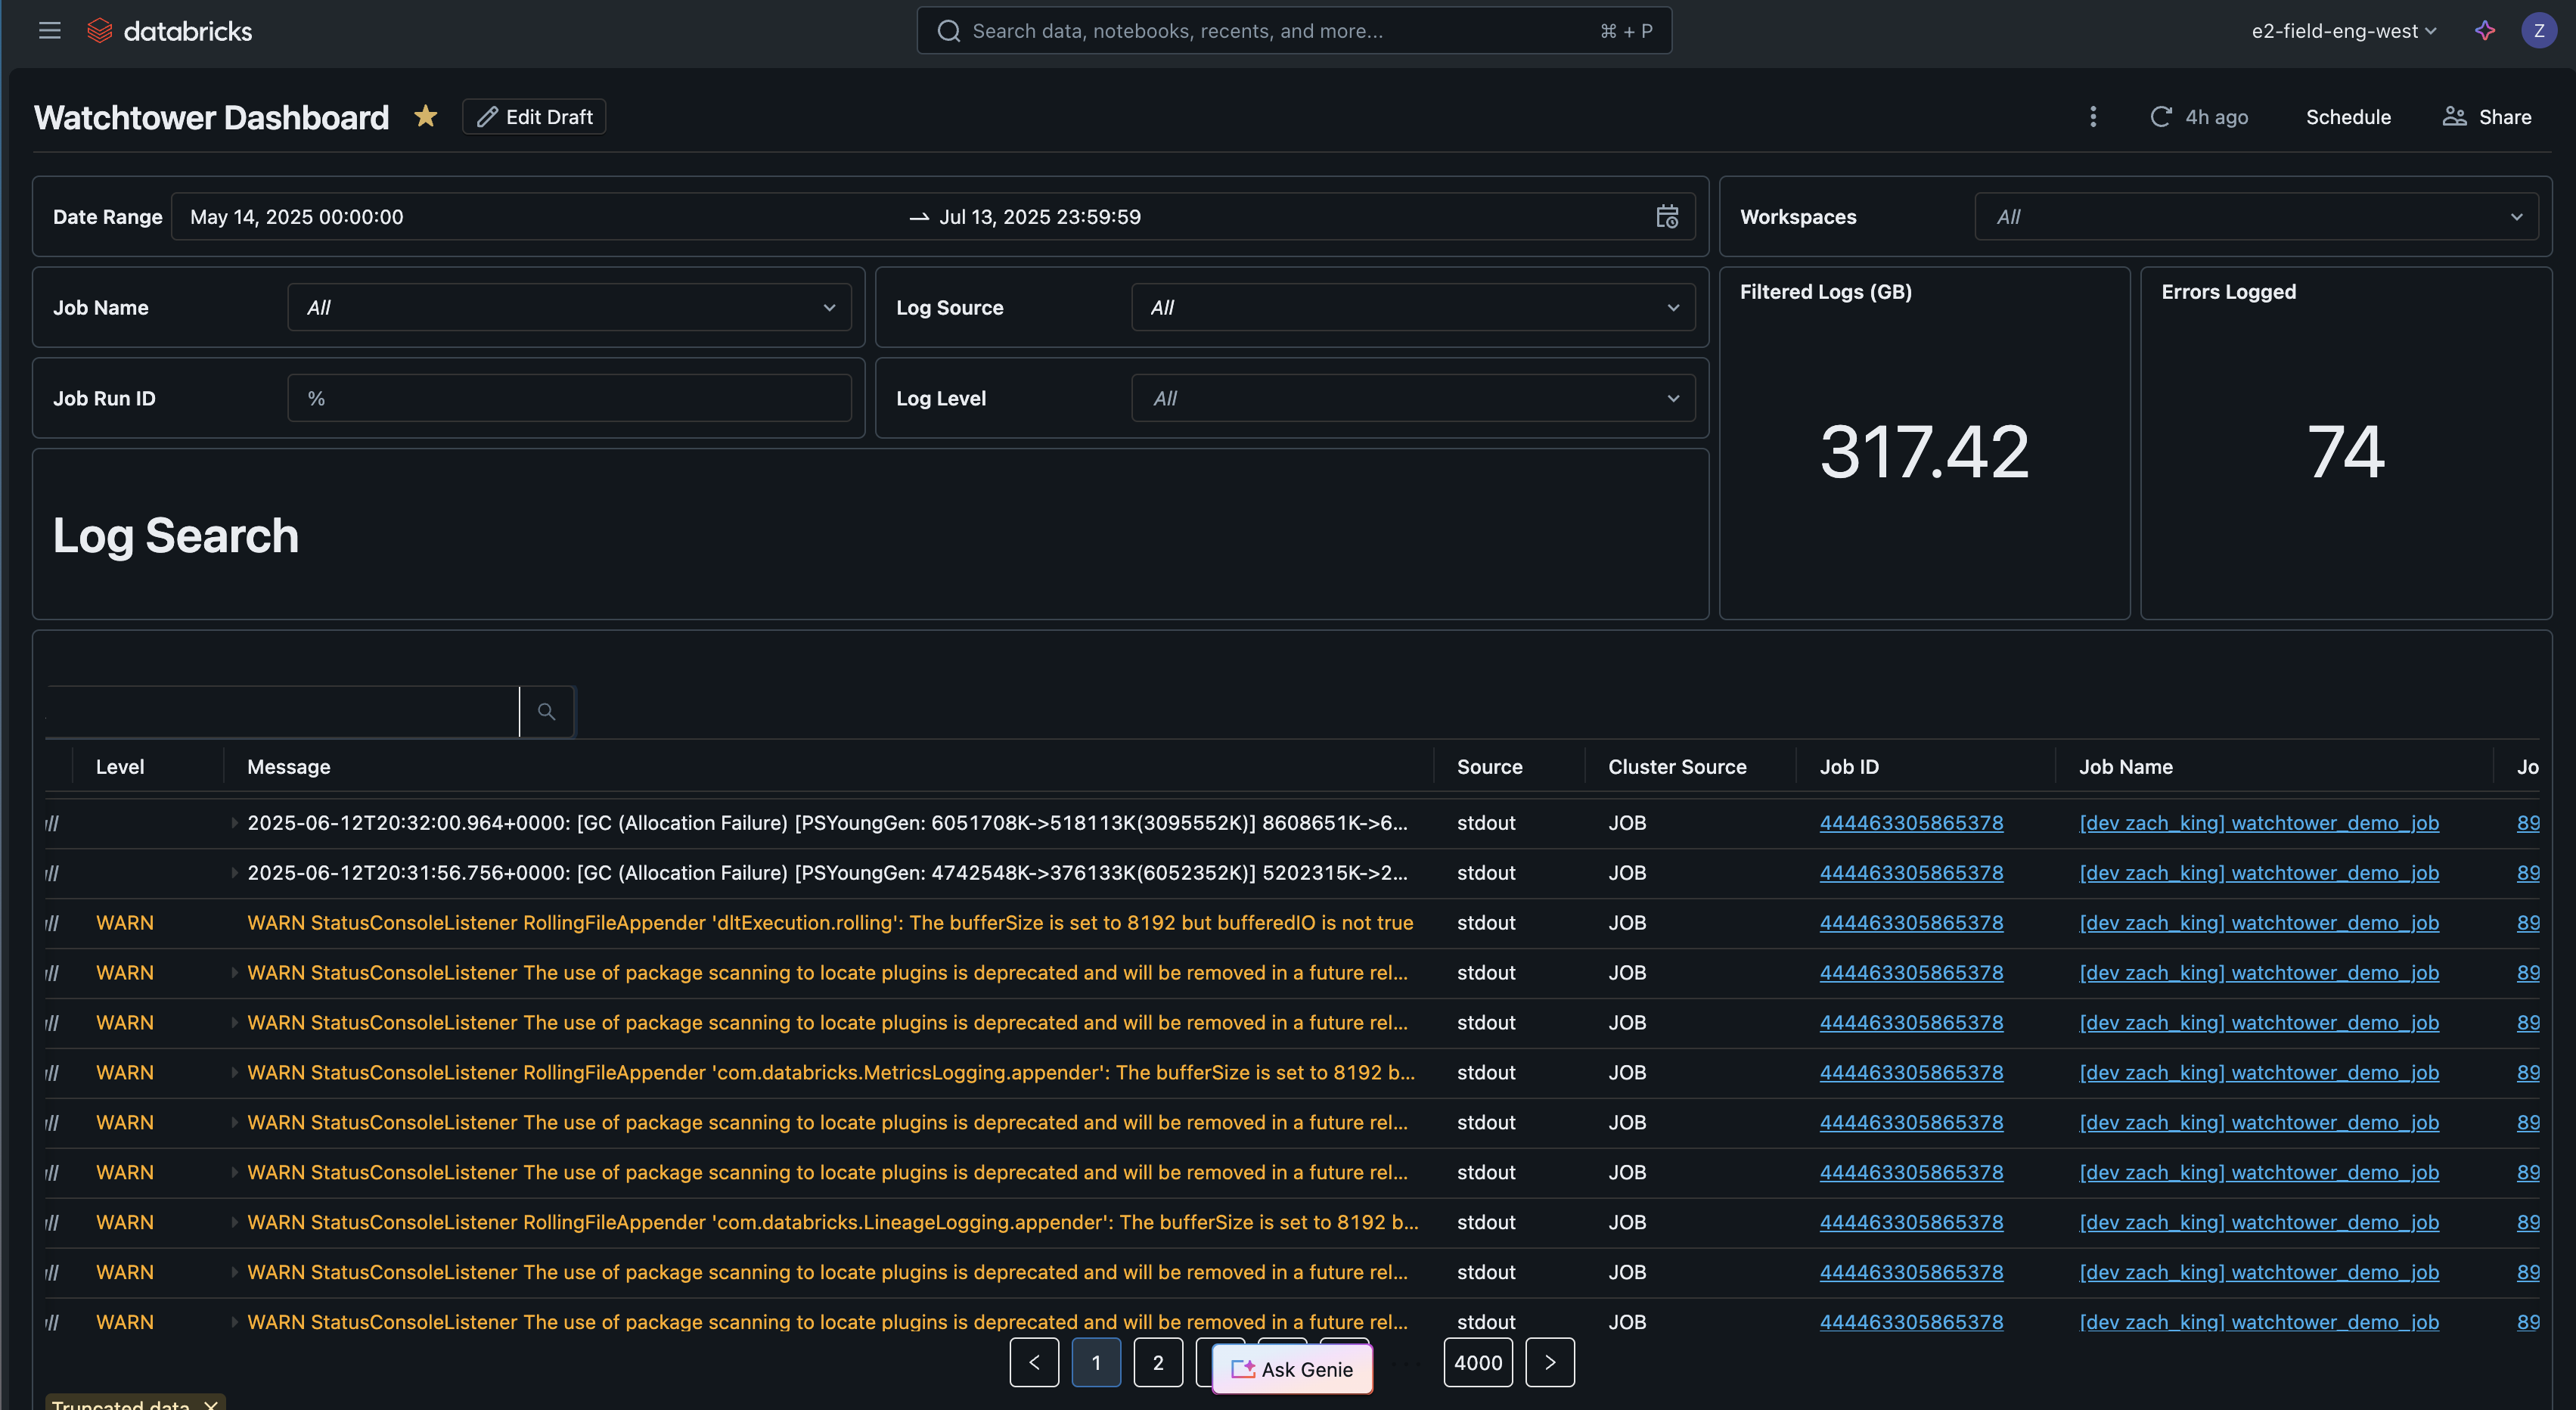 databricks
Search data, notebooks, recents, and more...
⌘ + P
e2-field-eng-west
Z
Watchtower Dashboard
Edit Draft
4h ago
Schedule
Share
Date Range
May 14, 2025 00:00:00
Jul 13, 2025 23:59:59
Workspaces
All
Job Name
All
Log Source
All
Filtered Logs (GB)
Errors Logged
Job Run ID
%
Log Level
All
317.42
74
Log Search
Level Message Source Cluster Source Job ID Job Name Jo
2025-06-12T20:32:00.964+0000: [GC (Allocation Failure) [PSYoungGen: 6051708K->518113K(3095552K)] 8608651K->6... stdout JOB 444463305865378 [dev zach_king] watchtower_demo_job 89
2025-06-12T20:31:56.756+0000: [GC (Allocation Failure) [PSYoungGen: 4742548K->376133K(6052352K)] 5202315K->2... stdout JOB 444463305865378 [dev zach_king] watchtower_demo_job 89
WARN WARN StatusConsoleListener RollingFileAppender 'dltExecution.rolling': The bufferSize is set to 8192 but bufferedIO is not true stdout JOB 444463305865378 [dev zach_king] watchtower_demo_job 89
WARN WARN StatusConsoleListener The use of package scanning to locate plugins is deprecated and will be removed in a future rel... stdout JOB 444463305865378 [dev zach_king] watchtower_demo_job 89
WARN WARN StatusConsoleListener The use of package scanning to locate plugins is deprecated and will be removed in a future rel... stdout JOB 444463305865378 [dev zach_king] watchtower_demo_job 89
WARN WARN StatusConsoleListener RollingFileAppender 'com.databricks.MetricsLogging.appender': The bufferSize is set to 8192 b... stdout JOB 444463305865378 [dev zach_king] watchtower_demo_job 89
WARN WARN StatusConsoleListener The use of package scanning to locate plugins is deprecated and will be removed in a future rel... stdout JOB 444463305865378 [dev zach_king] watchtower_demo_job 89
WARN WARN StatusConsoleListener The use of package scanning to locate plugins is deprecated and will be removed in a future rel... stdout JOB 444463305865378 [dev zach_king] watchtower_demo_job 89
WARN WARN StatusConsoleListener RollingFileAppender 'com.databricks.LineageLogging.appender': The bufferSize is set to 8192 b... stdout JOB 444463305865378 [dev zach_king] watchtower_demo_job 89
WARN WARN StatusConsoleListener The use of package scanning to locate plugins is deprecated and will be removed in a future rel... stdout JOB 444463305865378 [dev zach_king] watchtower_demo_job 89
WARN WARN StatusConsoleListener The use of package scanning to locate plugins is deprecated and will be removed in a future rel... stdout JOB 444463305865378 [dev zach_king] watchtower_demo_job 89
1 2 4000
Ask Genie
Truncated data